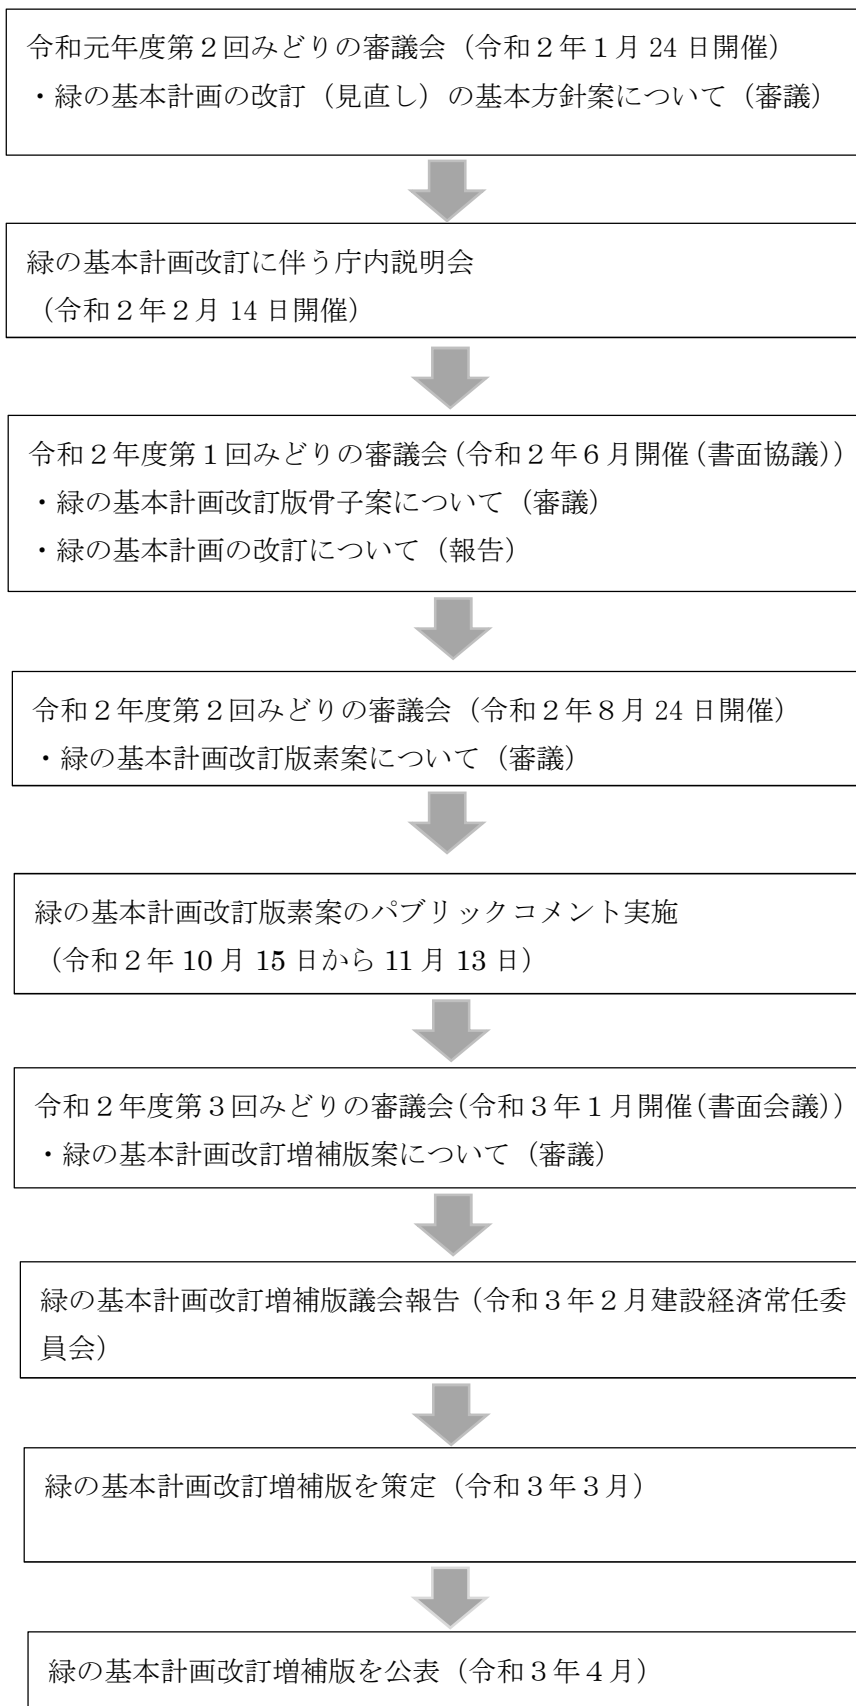 令和元年度第２回みどりの審議会（令和２年１月 24 日開催）
・緑の基本計画の改訂（見直し）の基本方針案について（審議）
緑の基本計画改訂に伴う庁内説明会
（令和２年２月 14 日開催）
令和２年度第１回みどりの審議会(令和２年６月開催(書面協議))
・緑の基本計画改訂版骨子案について（審議）
・緑の基本計画の改訂について（報告）
令和２年度第２回みどりの審議会（令和２年８月 24 日開催）
・緑の基本計画改訂版素案について（審議）
緑の基本計画改訂版素案のパブリックコメント実施
（令和２年 10 月 15 日から 11 月 13 日）
令和２年度第３回みどりの審議会(令和３年１月開催(書面会議))
・緑の基本計画改訂増補版案について（審議）
緑の基本計画改訂増補版議会報告（令和３年２月建設経済常任委
員会）
緑の基本計画改訂増補版を策定（令和３年３月）
緑の基本計画改訂増補版を公表（令和３年４月）